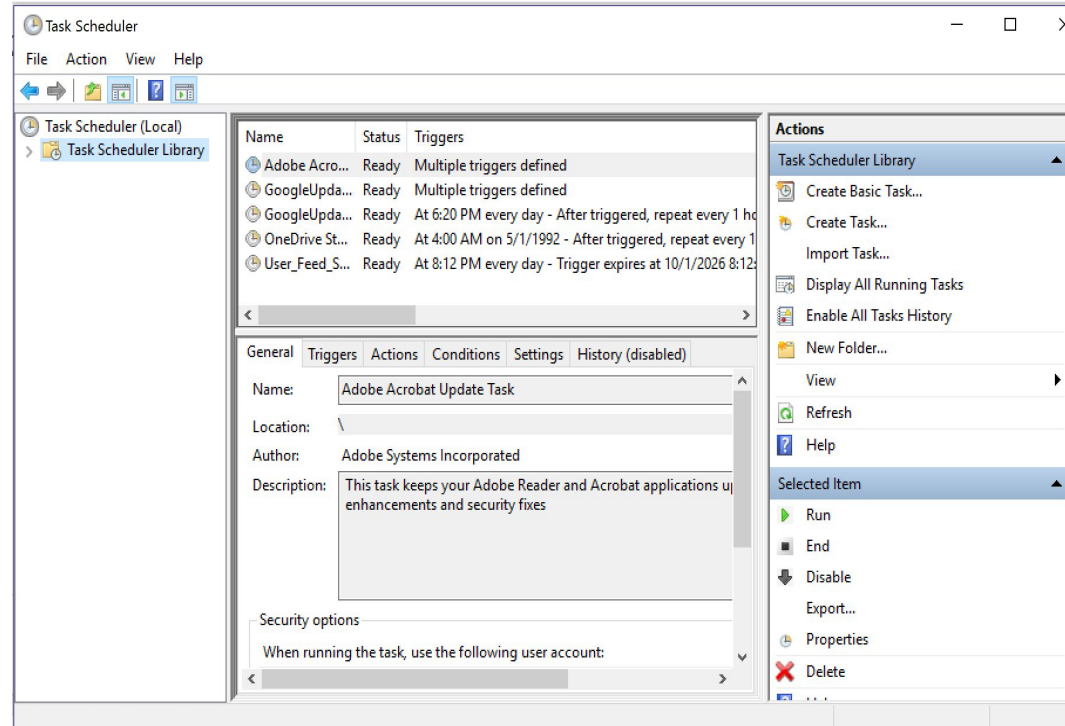 Task Scheduler
File Action View Help
Task Scheduler (Local)
Task Scheduler Library
Name Status Triggers
Adobe Acro... Ready Multiple triggers defined
GoogleUpda... Ready Multiple triggers defined
GoogleUpda... Ready At 6:20 PM every day - After triggered, repeat every 1 ho
OneDrive St... Ready At 4:00 AM on 5/1/1992 - After triggered, repeat every 1
User_Feed_S... Ready At 8:12 PM every day - Trigger expires at 10/1/2026 8:12:
General Triggers Actions Conditions Settings History (disabled)
Name: Adobe Acrobat Update Task
Location: \
Author: Adobe Systems Incorporated
Description: This task keeps your Adobe Reader and Acrobat applications
enhancements and security fixes
Security options
When running the task, use the following user account:
Actions
Task Scheduler Library
Create Basic Task...
Create Task...
Import Task...
Display All Running Tasks
Enable All Tasks History
New Folder...
View
Refresh
Help
Selected Item
Run
End
Disable
Export...
Properties
Delete